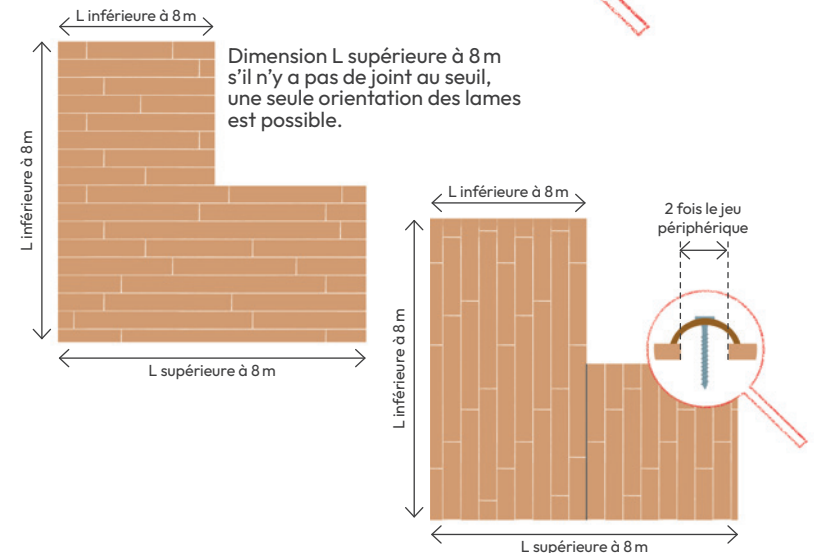 L inférieure à 8 m
Dimension L supérieure à 8 m
s’il n’y a pas de joint au seuil,
une seule orientation des lames
est possible.
L inférieure à 8 m
L supérieure à 8 m
L inférieure à 8 m
2 fois le jeu
périphérique
L inférieure à 8 m
L supérieure à 8 m